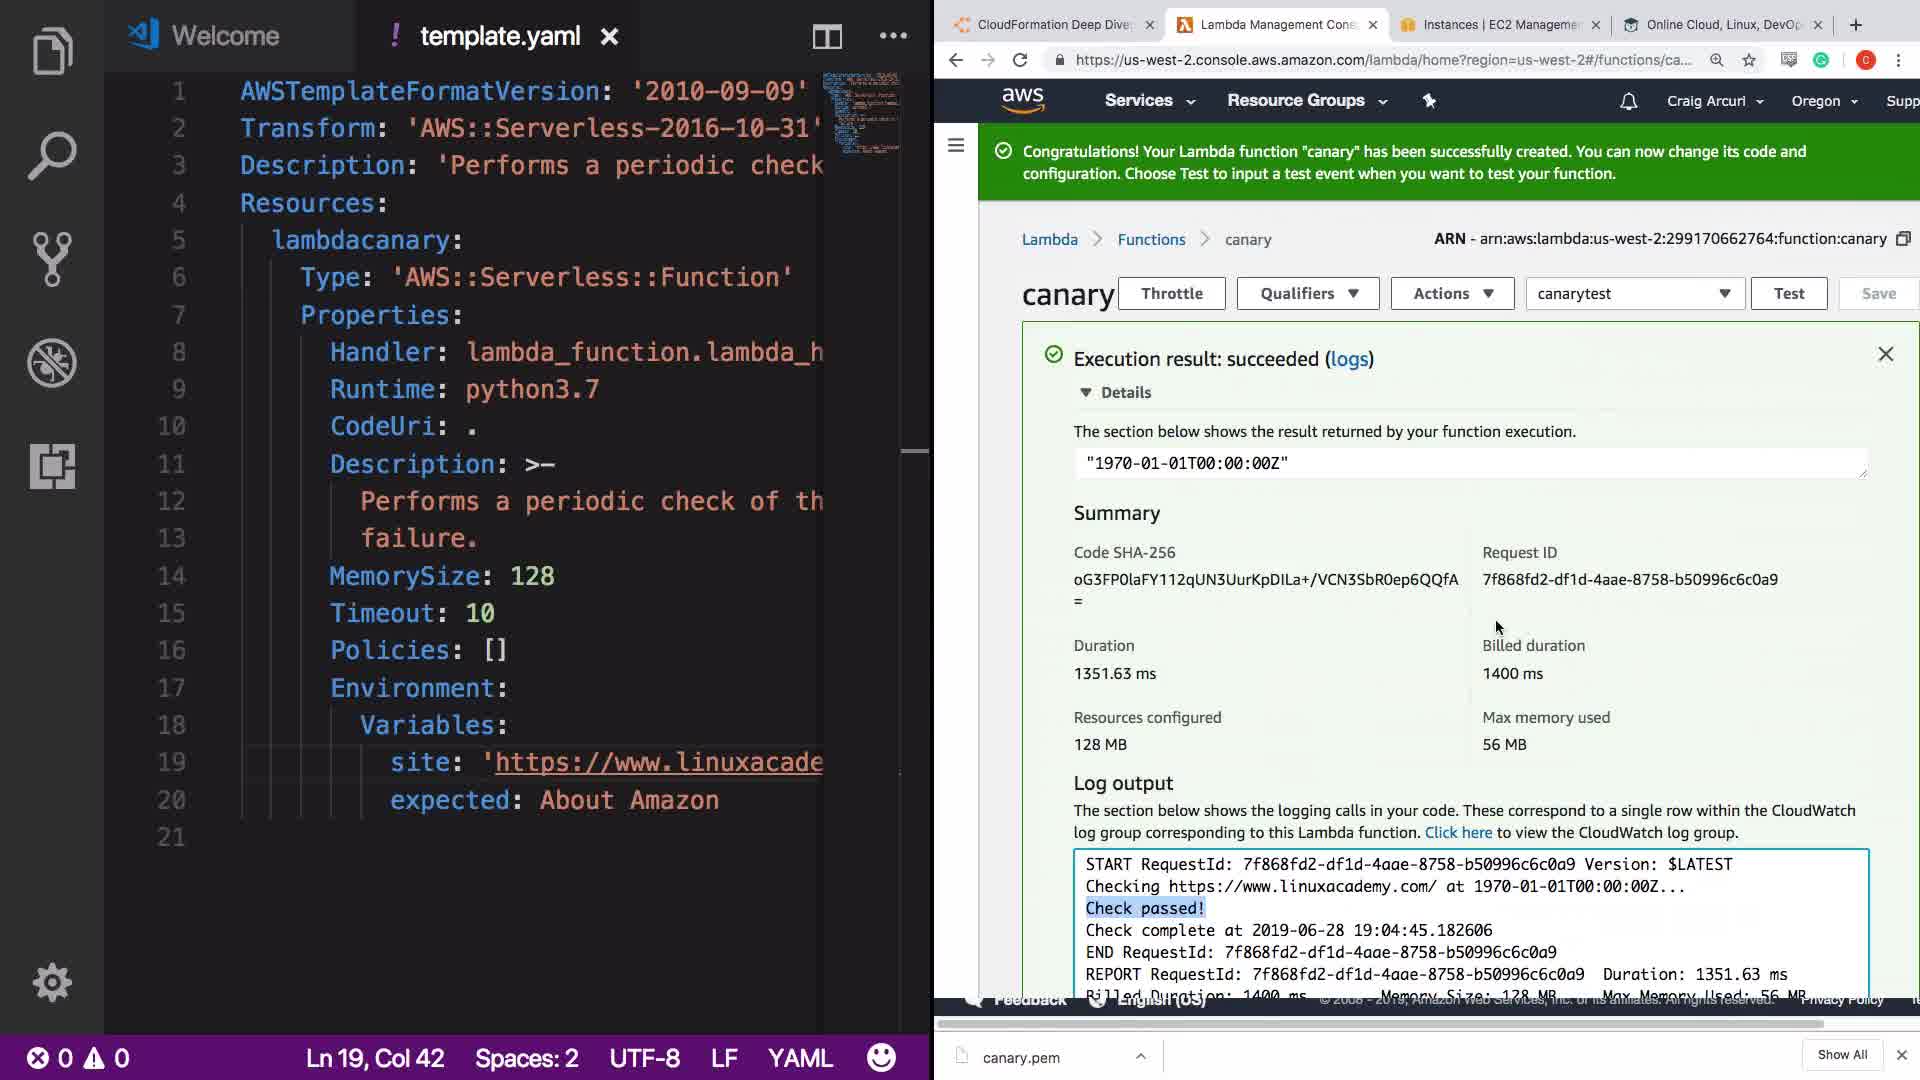 Welcome
! template.yaml
1 AWSTemplateFormatVersion: '2010-09-09'
2 Transform: 'AWS::Serverless-2016-10-31'
3 Description: 'Performs a periodic check
4 Resources:
5 lambdacanary:
6 Type: 'AWS::Serverless::Function'
7 Properties:
8 Handler: lambda_function.lambda_h
9 Runtime: python3.7
10 CodeUri: .
11 Description: >-
12 Performs a periodic check of th
13 failure.
14 MemorySize: 128
15 Timeout: 10
16 Policies: []
17 Environment:
18 Variables:
19 site: 'https://www.linuxacade
20 expected: About Amazon
21
0 0 Ln 19, Col 42 Spaces: 2 UTF-8 LF YAML
CloudFormation Deep Dive
Lambda Management Cons
Instances | EC2 Managemen
Online Cloud, Linux, DevOp
https://us-west-2.console.aws.amazon.com/lambda/home?region=us-west-2#/functions/ca...
C
aws Services Resource Groups Craig Arcuri Oregon Supp
Congratulations! Your Lambda function "canary" has been successfully created. You can now change its code and
configuration. Choose Test to input a test event when you want to test your function.
Lambda Functions canary ARN - arn:aws:lambda:us-west-2:299170662764:function:canary
canary Throttle Qualifiers Actions canarytest Test Save
Execution result: succeeded (logs)
Details
The section below shows the result returned by your function execution.
"1970-01-01T00:00:00Z"
Summary
Code SHA-256 Request ID
oG3FP0laFY112qUN3UurKpDILa+/VCN3SbR0ep6QQfA 7f868fd2-df1d-4aae-8758-b50996c6c0a9
=
Duration Billed duration
1351.63 ms 1400 ms
Resources configured Max memory used
128 MB 56 MB
Log output
The section below shows the logging calls in your code. These correspond to a single row within the CloudWatch
log group corresponding to this Lambda function. Click here to view the CloudWatch log group.
START RequestId: 7f868fd2-df1d-4aae-8758-b50996c6c0a9 Version: $LATEST
Checking https://www.linuxacademy.com/ at 1970-01-01T00:00:00Z...
Check passed!
Check complete at 2019-06-28 19:04:45.182606
END RequestId: 7f868fd2-df1d-4aae-8758-b50996c6c0a9
REPORT RequestId: 7f868fd2-df1d-4aae-8758-b50996c6c0a9 Duration: 1351.63 ms
Billed Duration: 1400 ms Memory Size: 128 MB Max Memory Used: 56 MB
Feedback English (US) © 2008 - 2019, Amazon Web Services, Inc. or its affiliates. All rights reserved. Privacy Policy
canary.pem Show All